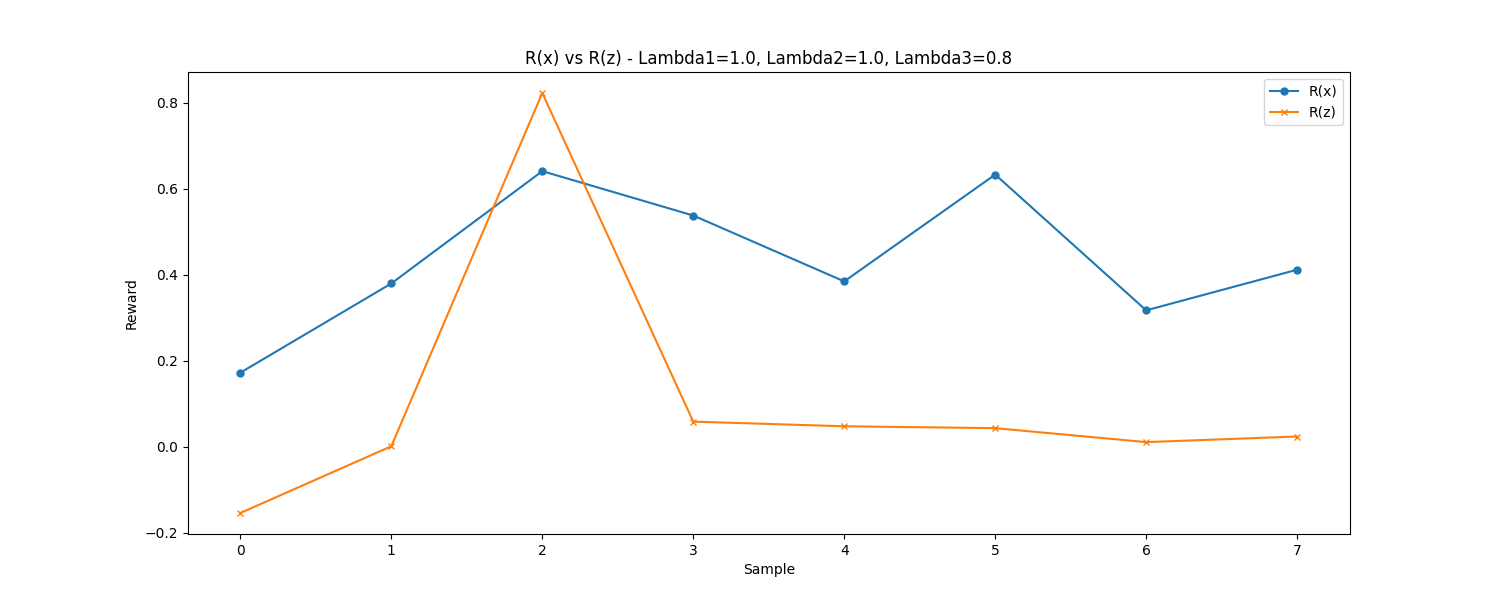 R(x) vs R(z) - Lambda1=1.0, Lambda2=1.0, Lambda3=0.8
R(x)
R(z)
0.8
0.6
0.4
0.2
0.0
−0.2
Reward
0 1 2 3 4 5 6 7
Sample